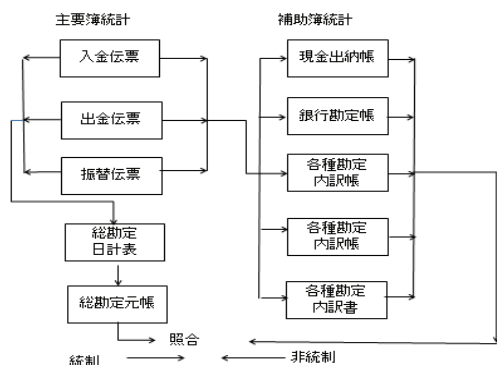 主要簿統計
補助簿統計
入金伝票
出金伝票
振替伝票
総勘定
日計表
総勘定元帳
現金出納帳
銀行勘定帳
各種勘定
内訳帳
各種勘定
内訳帳
各種勘定
内訳書
照合
統制
非統制